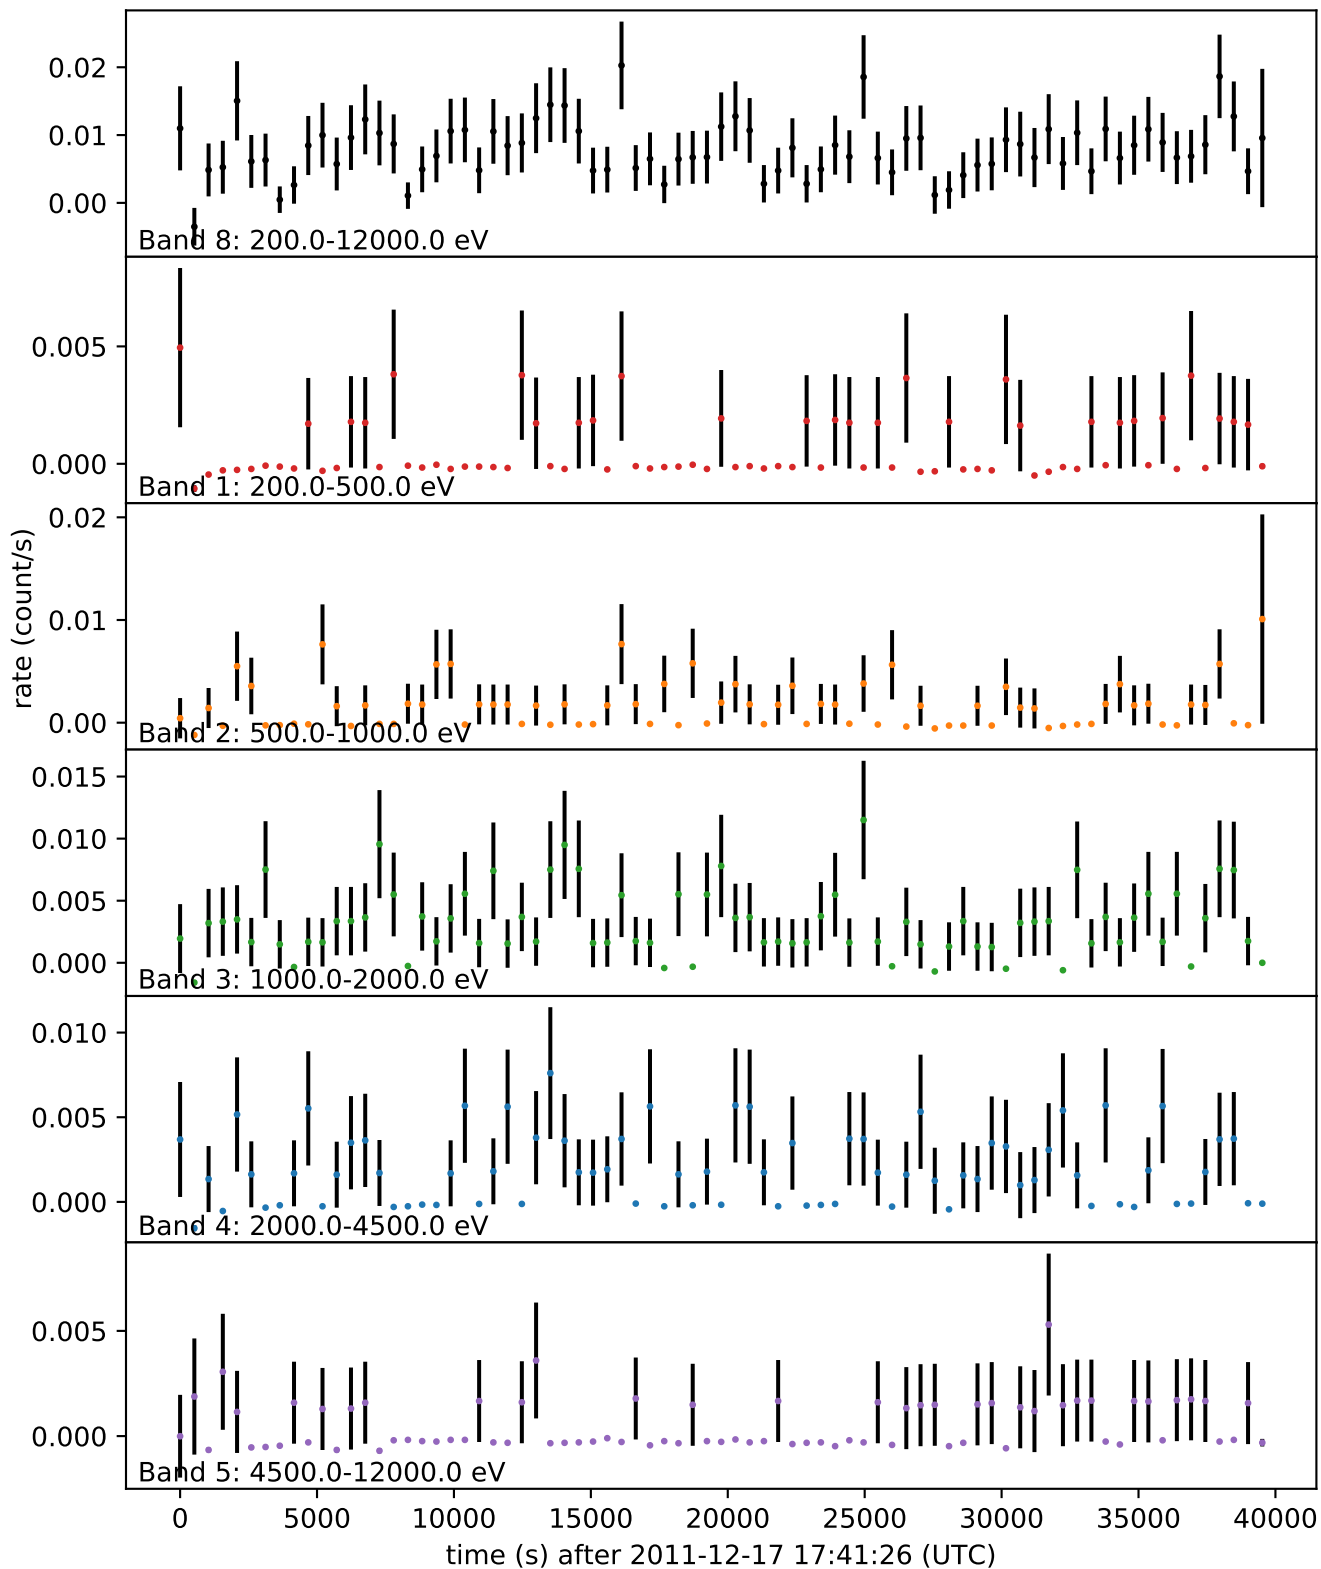 0.02
0.01
0.00
Band 8: 200.0-12000.0 eV
0.005
0.000
Band 1: 200.0-500.0 eV
rate (count/s)
0.02
0.01
0.00
Band 2: 500.0-1000.0 eV
0.015
0.010
0.005
0.000
Band 3: 1000.0-2000.0 eV
0.010
0.005
0.000
Band 4: 2000.0-4500.0 eV
0.005
0.000
Band 5: 4500.0-12000.0 eV
0 5000 10000 15000 20000 25000 30000 35000 40000
time (s) after 2011-12-17 17:41:26 (UTC)